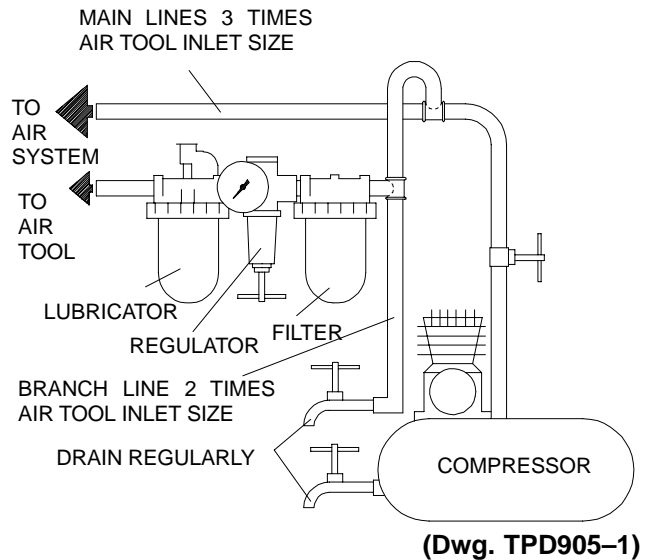 MAIN LINES 3 TIMES
AIR TOOL INLET SIZE
TO
AIR
SYSTEM
TO
AIR
TOOL
LUBRICATOR
REGULATOR
FILTER
BRANCH LINE 2 TIMES
AIR TOOL INLET SIZE
DRAIN REGULARLY
COMPRESSOR
(Dwg. TPD905–1)